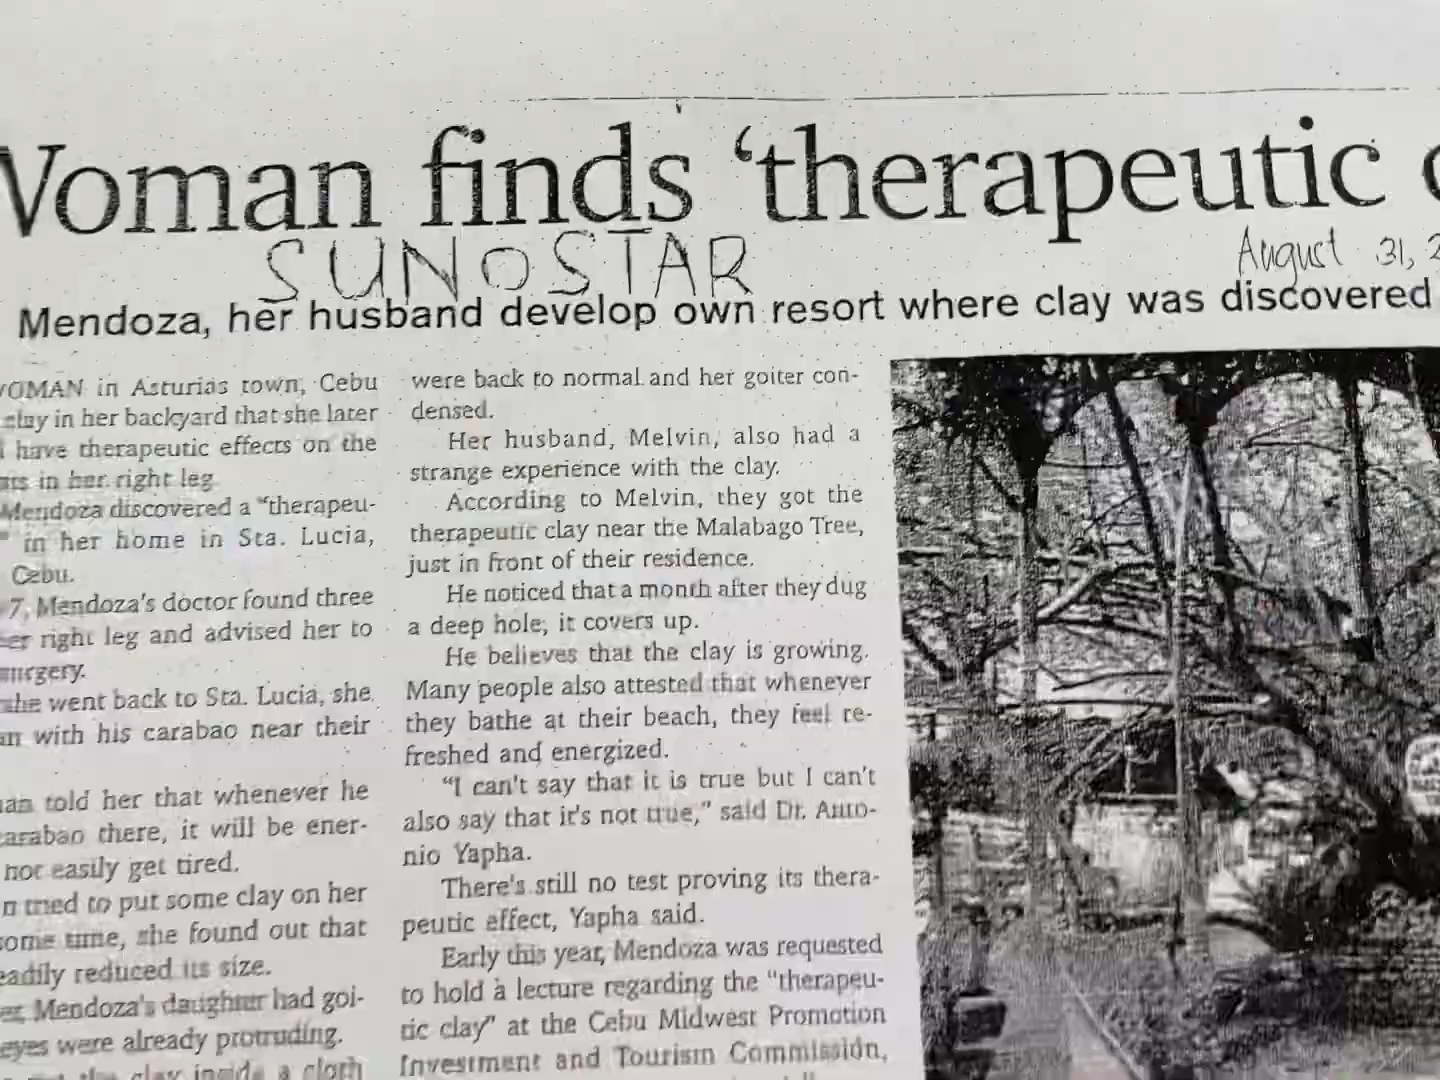 Woman finds ‘therapeutic
SUNOSTAR
August 31, 2
Mendoza, her husband develop own resort where clay was discovered
WOMAN in Asturias town, Cebu
clay in her backyard that she later
have therapeutic effects on the
in her right leg
Mendoza discovered a “therapeu-
” in her home in Sta. Lucia,
Cebu.
7, Mendoza's doctor found three
er right leg and advised her to
surgery.
she went back to Sta. Lucia, she
an with his carabao near their
told her that whenever he
carabao there, it will be ener-
not easily get tired.
n tried to put some clay on her
some time, she found out that
eadily reduced its size.
Mendoza's daughter had goi-
eyes were already protruding.
the clay inside a cloth
were back to normal and her goiter con-
densed.
Her husband, Melvin, also had a
strange experience with the clay.
According to Melvin, they got the
therapeutic clay near the Malabago Tree,
just in front of their residence.
He noticed that a month after they dug
a deep hole, it covers up.
He believes that the clay is growing.
Many people also attested that whenever
they bathe at their beach, they feel re-
freshed and energized.
“I can't say that it is true but I can't
also say that it's not true,” said Dr. Anto-
nio Yapha.
There's still no test proving its thera-
peutic effect, Yapha said.
Early this year, Mendoza was requested
to hold a lecture regarding the “therapeu-
tic clay” at the Cebu Midwest Promotion
Investment and Tourism Commission,